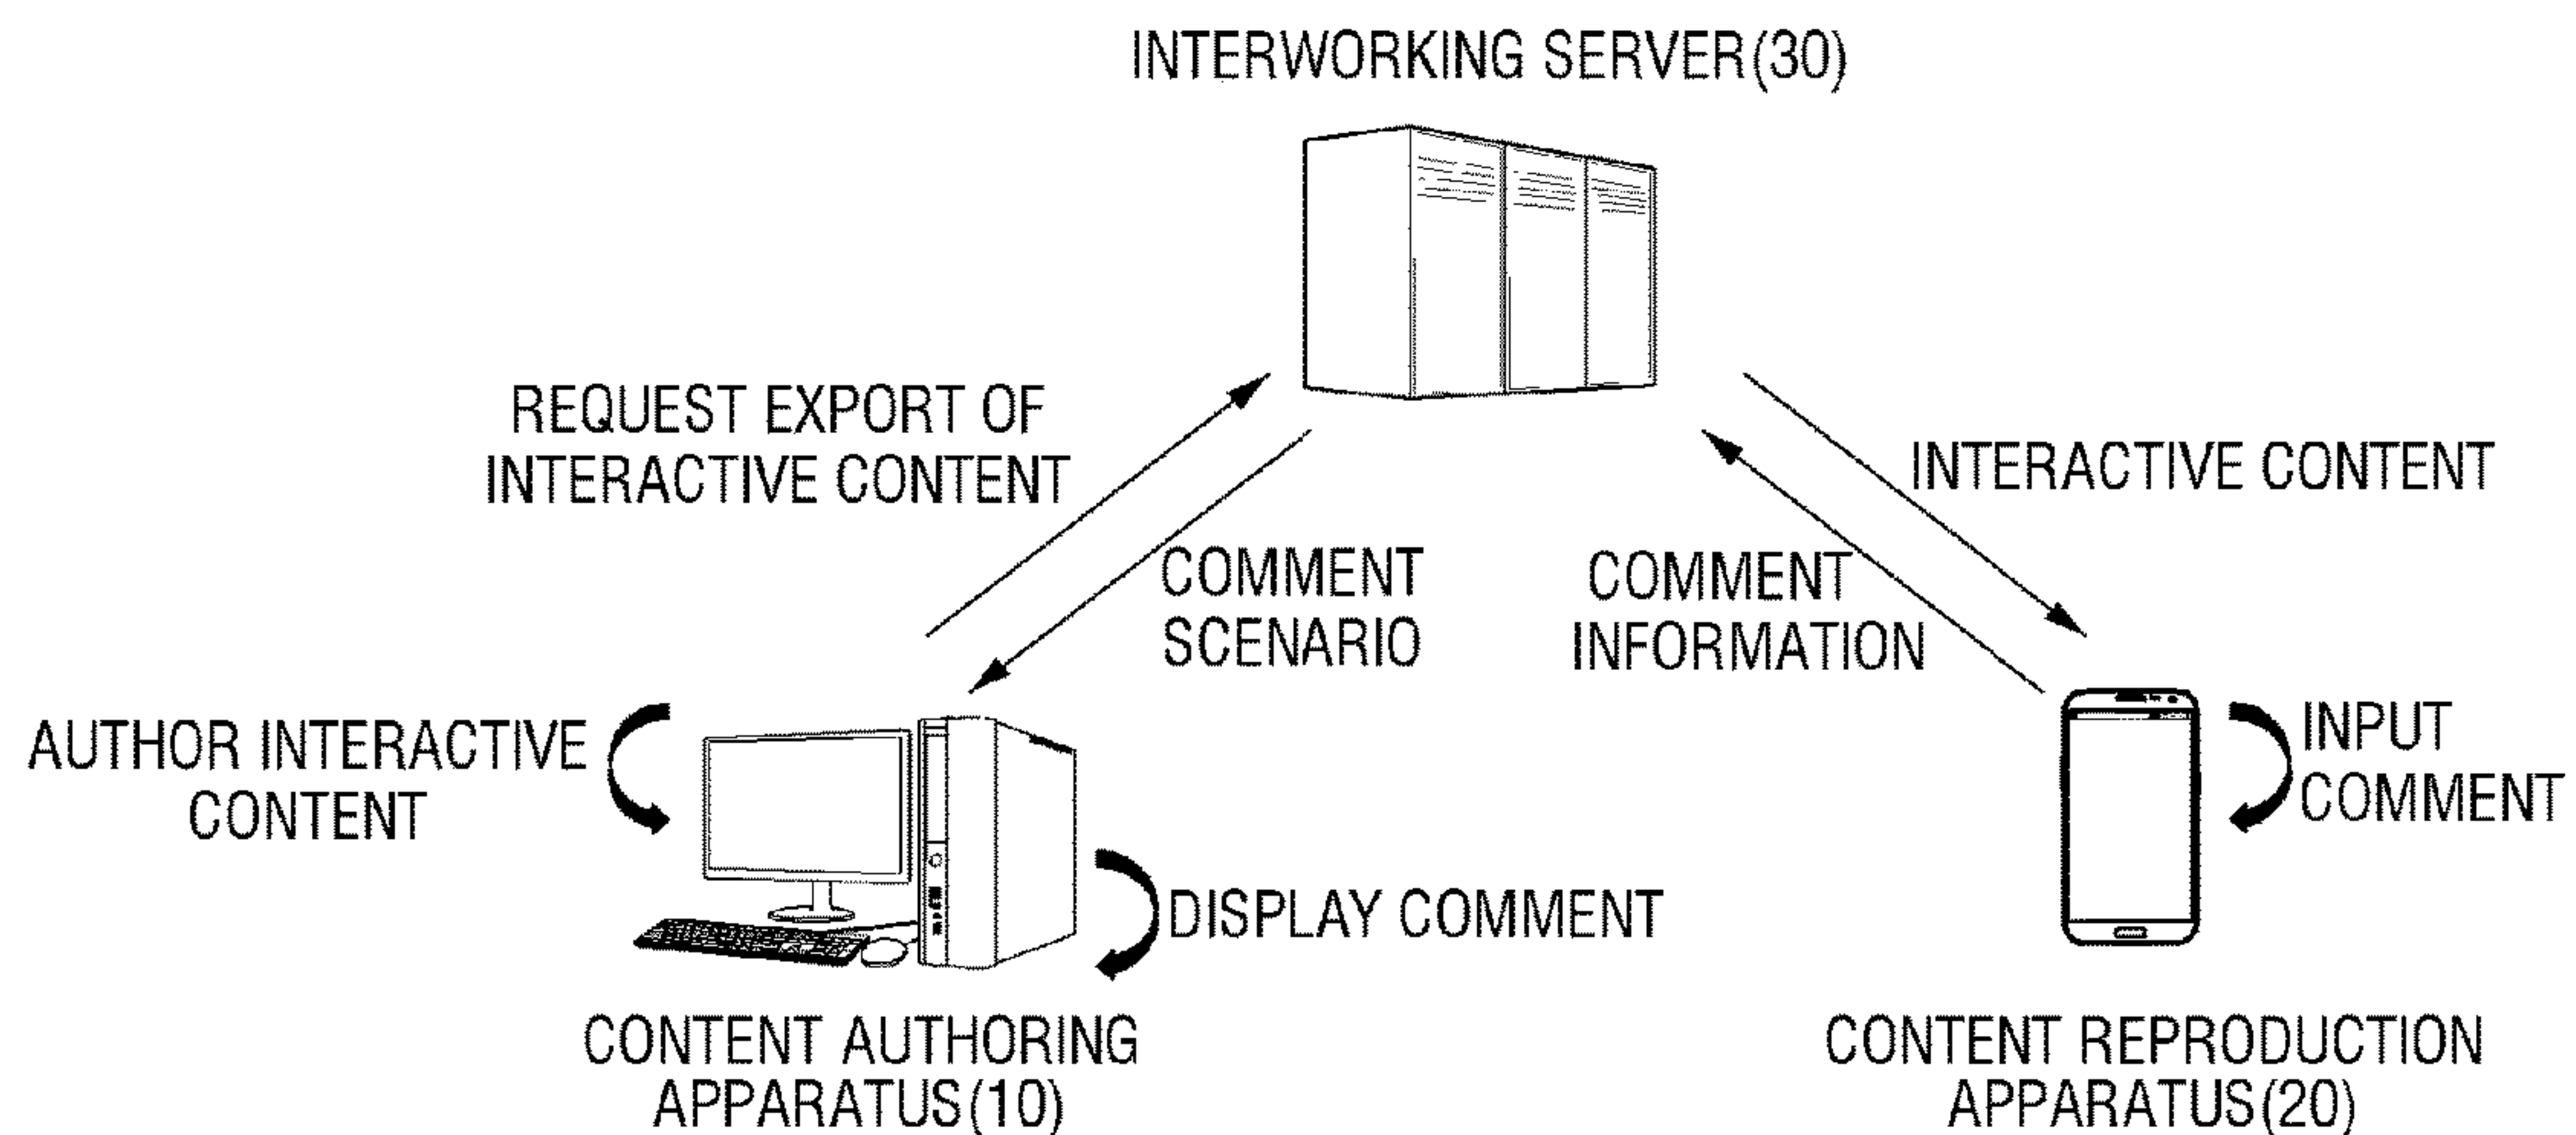 INTERWORKING SERVER(30)
REQUEST EXPORT OF
INTERACTIVE CONTENT
INTERACTIVE CONTENT
COMMENT
SCENARIO
COMMENT
INFORMATION
AUTHOR INTERACTIVE
CONTENT
INPUT
COMMENT
DISPLAY COMMENT
CONTENT AUTHORING
APPARATUS(10)
CONTENT REPRODUCTION
APPARATUS(20)